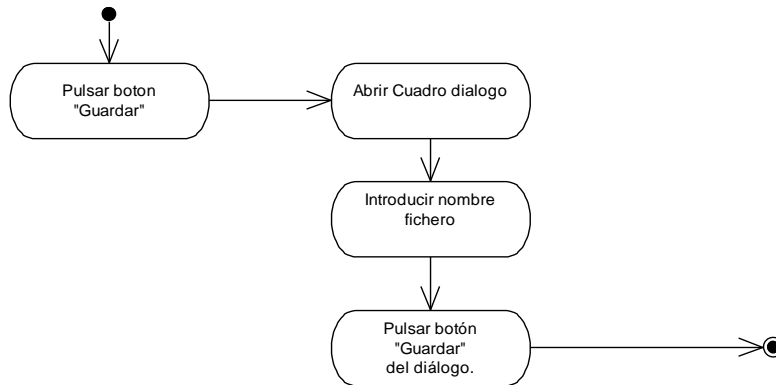 Pulsar boton
"Guardar"
Abrir Cuadro dialogo
Introducir nombre
fichero
Pulsar botón
"Guardar"
del diálogo.